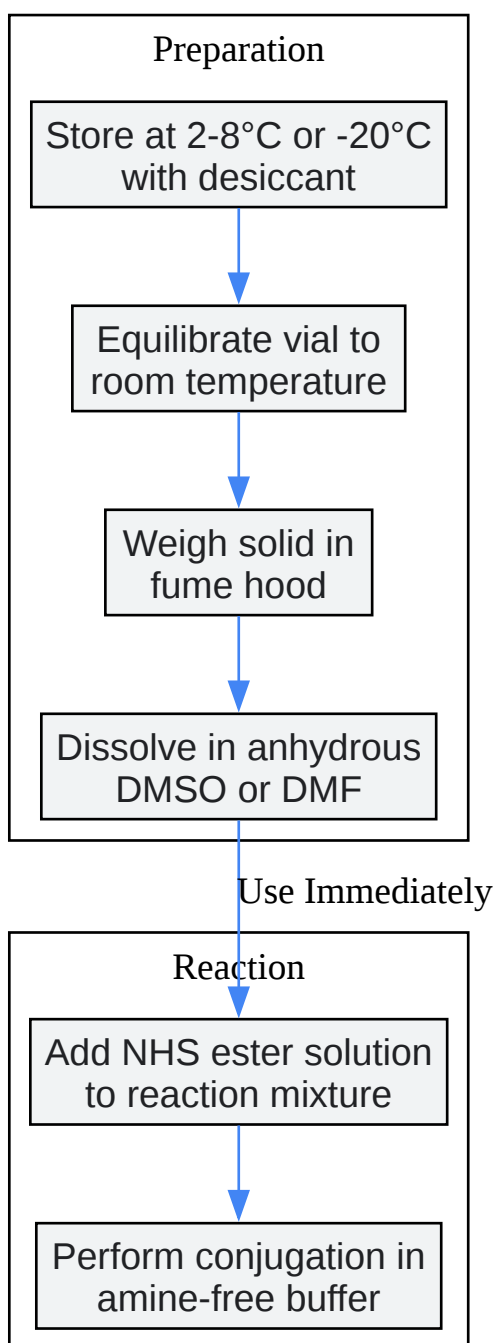 Preparation
Store at 2-8°C or -20°C
with desiccant
Equilibrate vial to
room temperature
Weigh solid in
fume hood
Dissolve in anhydrous
DMSO or DMF
Use Immediately
Reaction
Add NHS ester solution
to reaction mixture
Perform conjugation in
amine-free buffer